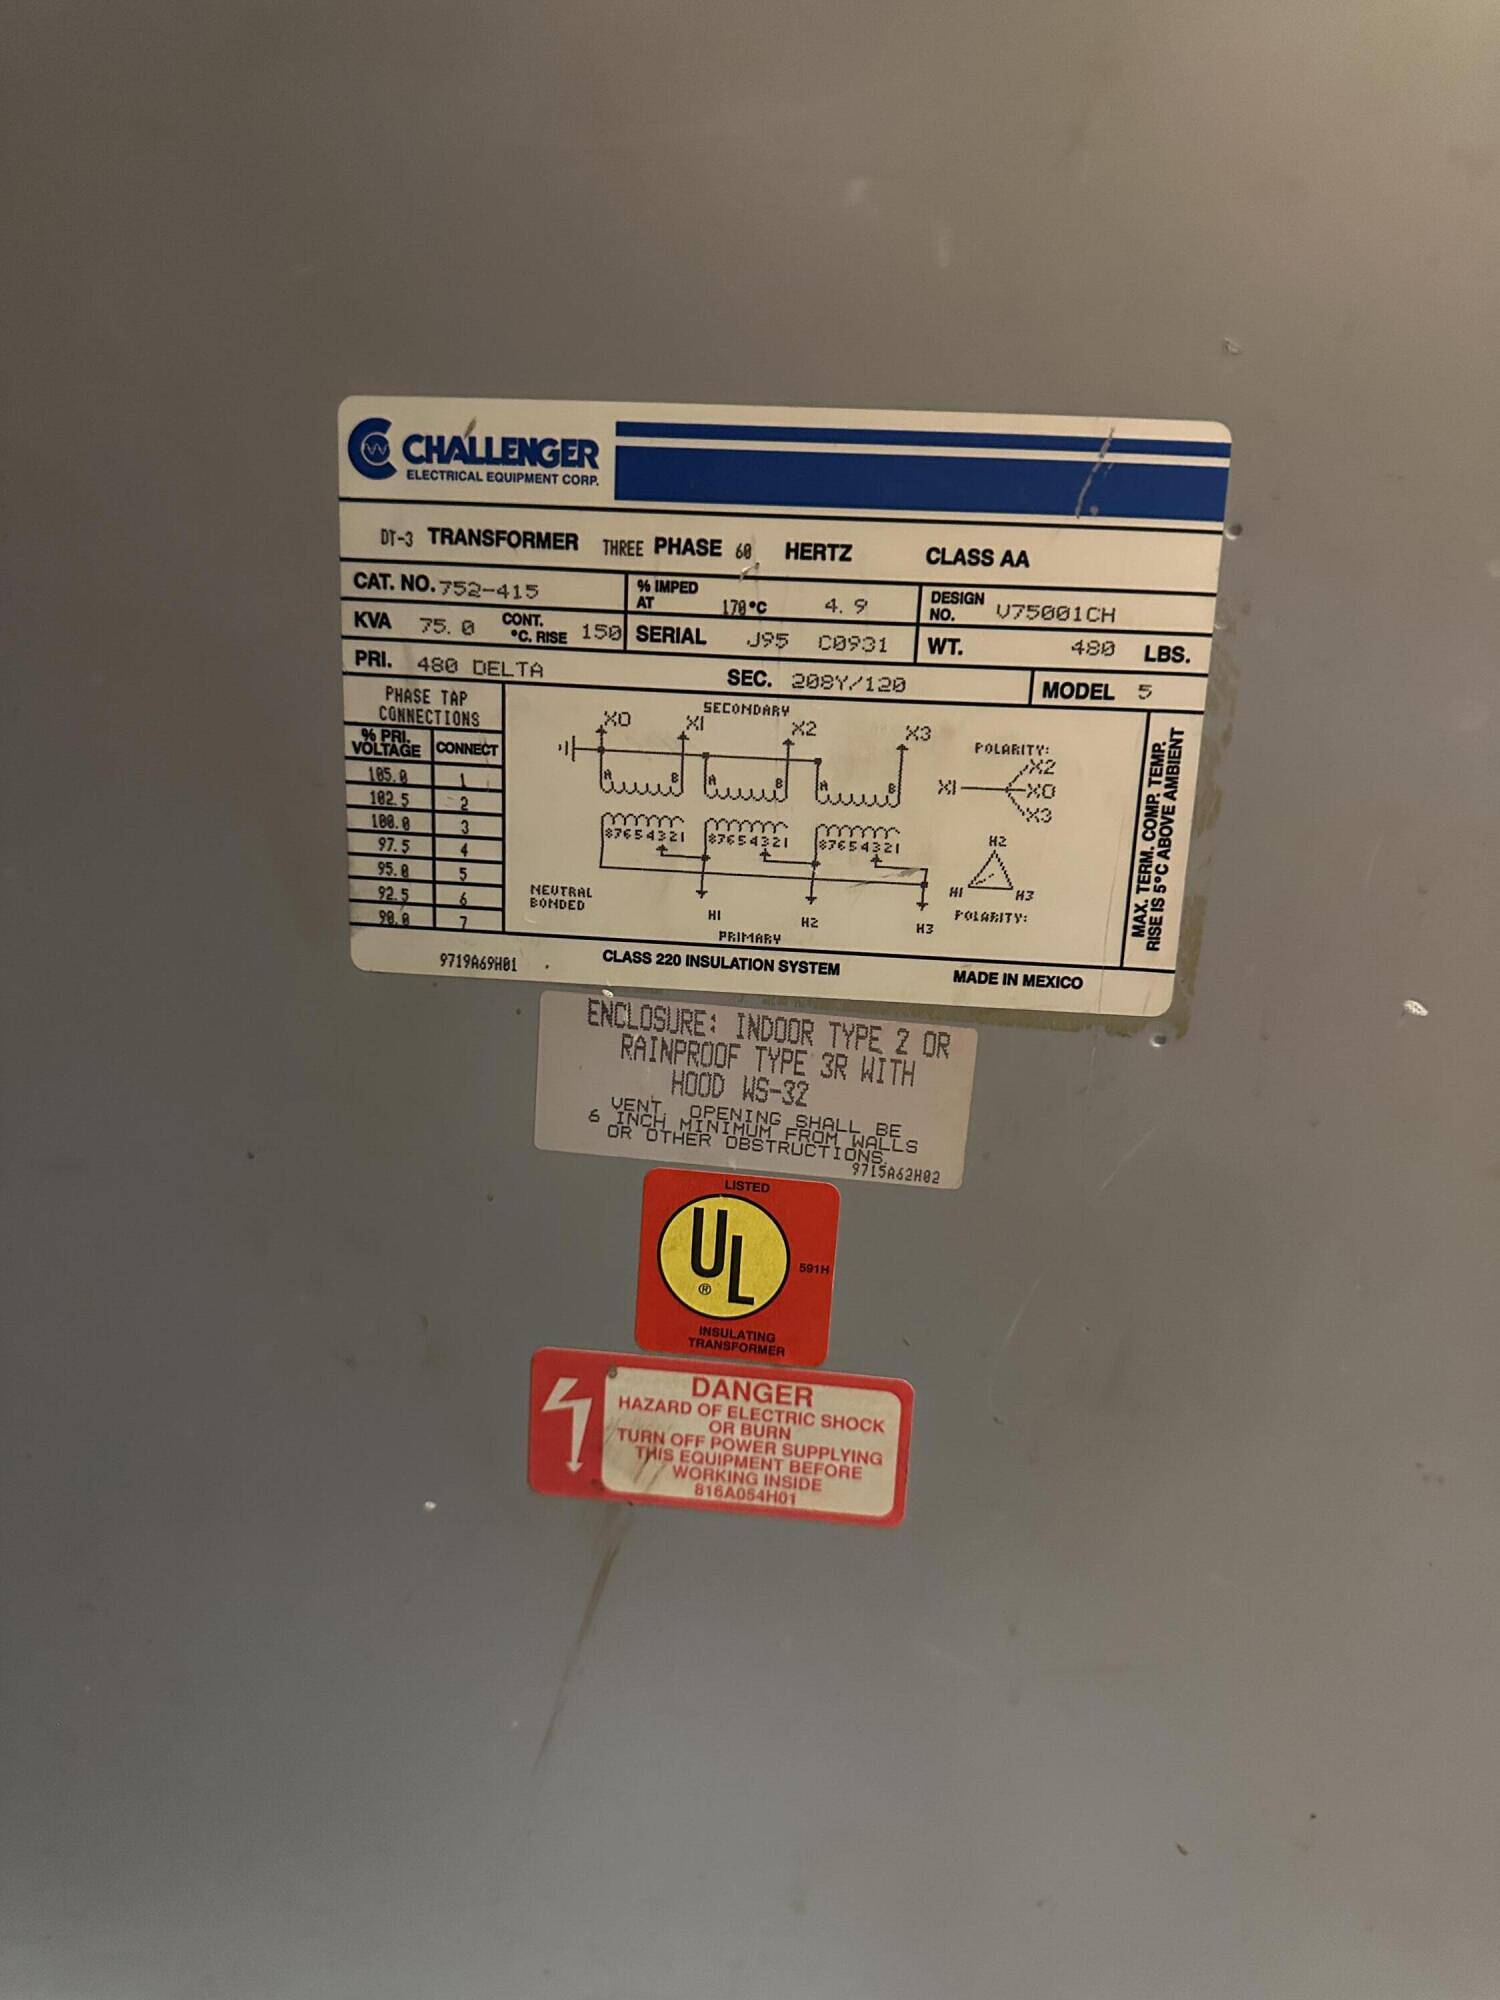 CHALLENGER
ELECTRICAL EQUIPMENT CORP.
DT-3 TRANSFORMER THREE PHASE 60 HERTZ CLASS AA
CAT. NO. 752-415 % IMPED AT 170 °C 4.9 DESIGN NO. V75001CH
KVA 75.0 CONT. °C. RISE 150 SERIAL J95 C0931 WT. 480 LBS.
PRI. 480 DELTA SEC. 208Y/120 MODEL 5
PHASE TAP
CONNECTIONS
% PRI. VOLTAGE CONNECT
105.0 1
102.5 2
100.0 3
97.5 4
95.0 5
92.5 6
90.0 7
SECONDARY
X0 X1 X2 X3
A B A B A B
87654321 87654321 87654321
NEUTRAL
BONDED
H1 H2 H3
PRIMARY
POLARITY:
X2
X1 X0
X3
H2
H1 H3
POLARITY:
MAX. TERM. COMP. TEMP.
RISE IS 5°C ABOVE AMBIENT
9719A69H01 CLASS 220 INSULATION SYSTEM MADE IN MEXICO
ENCLOSURE: INDOOR TYPE 2 OR
RAINPROOF TYPE 3R WITH
HOOD WS-32
VENT. OPENING SHALL BE
6 INCH MINIMUM FROM WALLS
OR OTHER OBSTRUCTIONS.
9715A62H02
LISTED
UL
®
591H
INSULATING
TRANSFORMER
DANGER
HAZARD OF ELECTRIC SHOCK
OR BURN
TURN OFF POWER SUPPLYING
THIS EQUIPMENT BEFORE
WORKING INSIDE
816A054H01